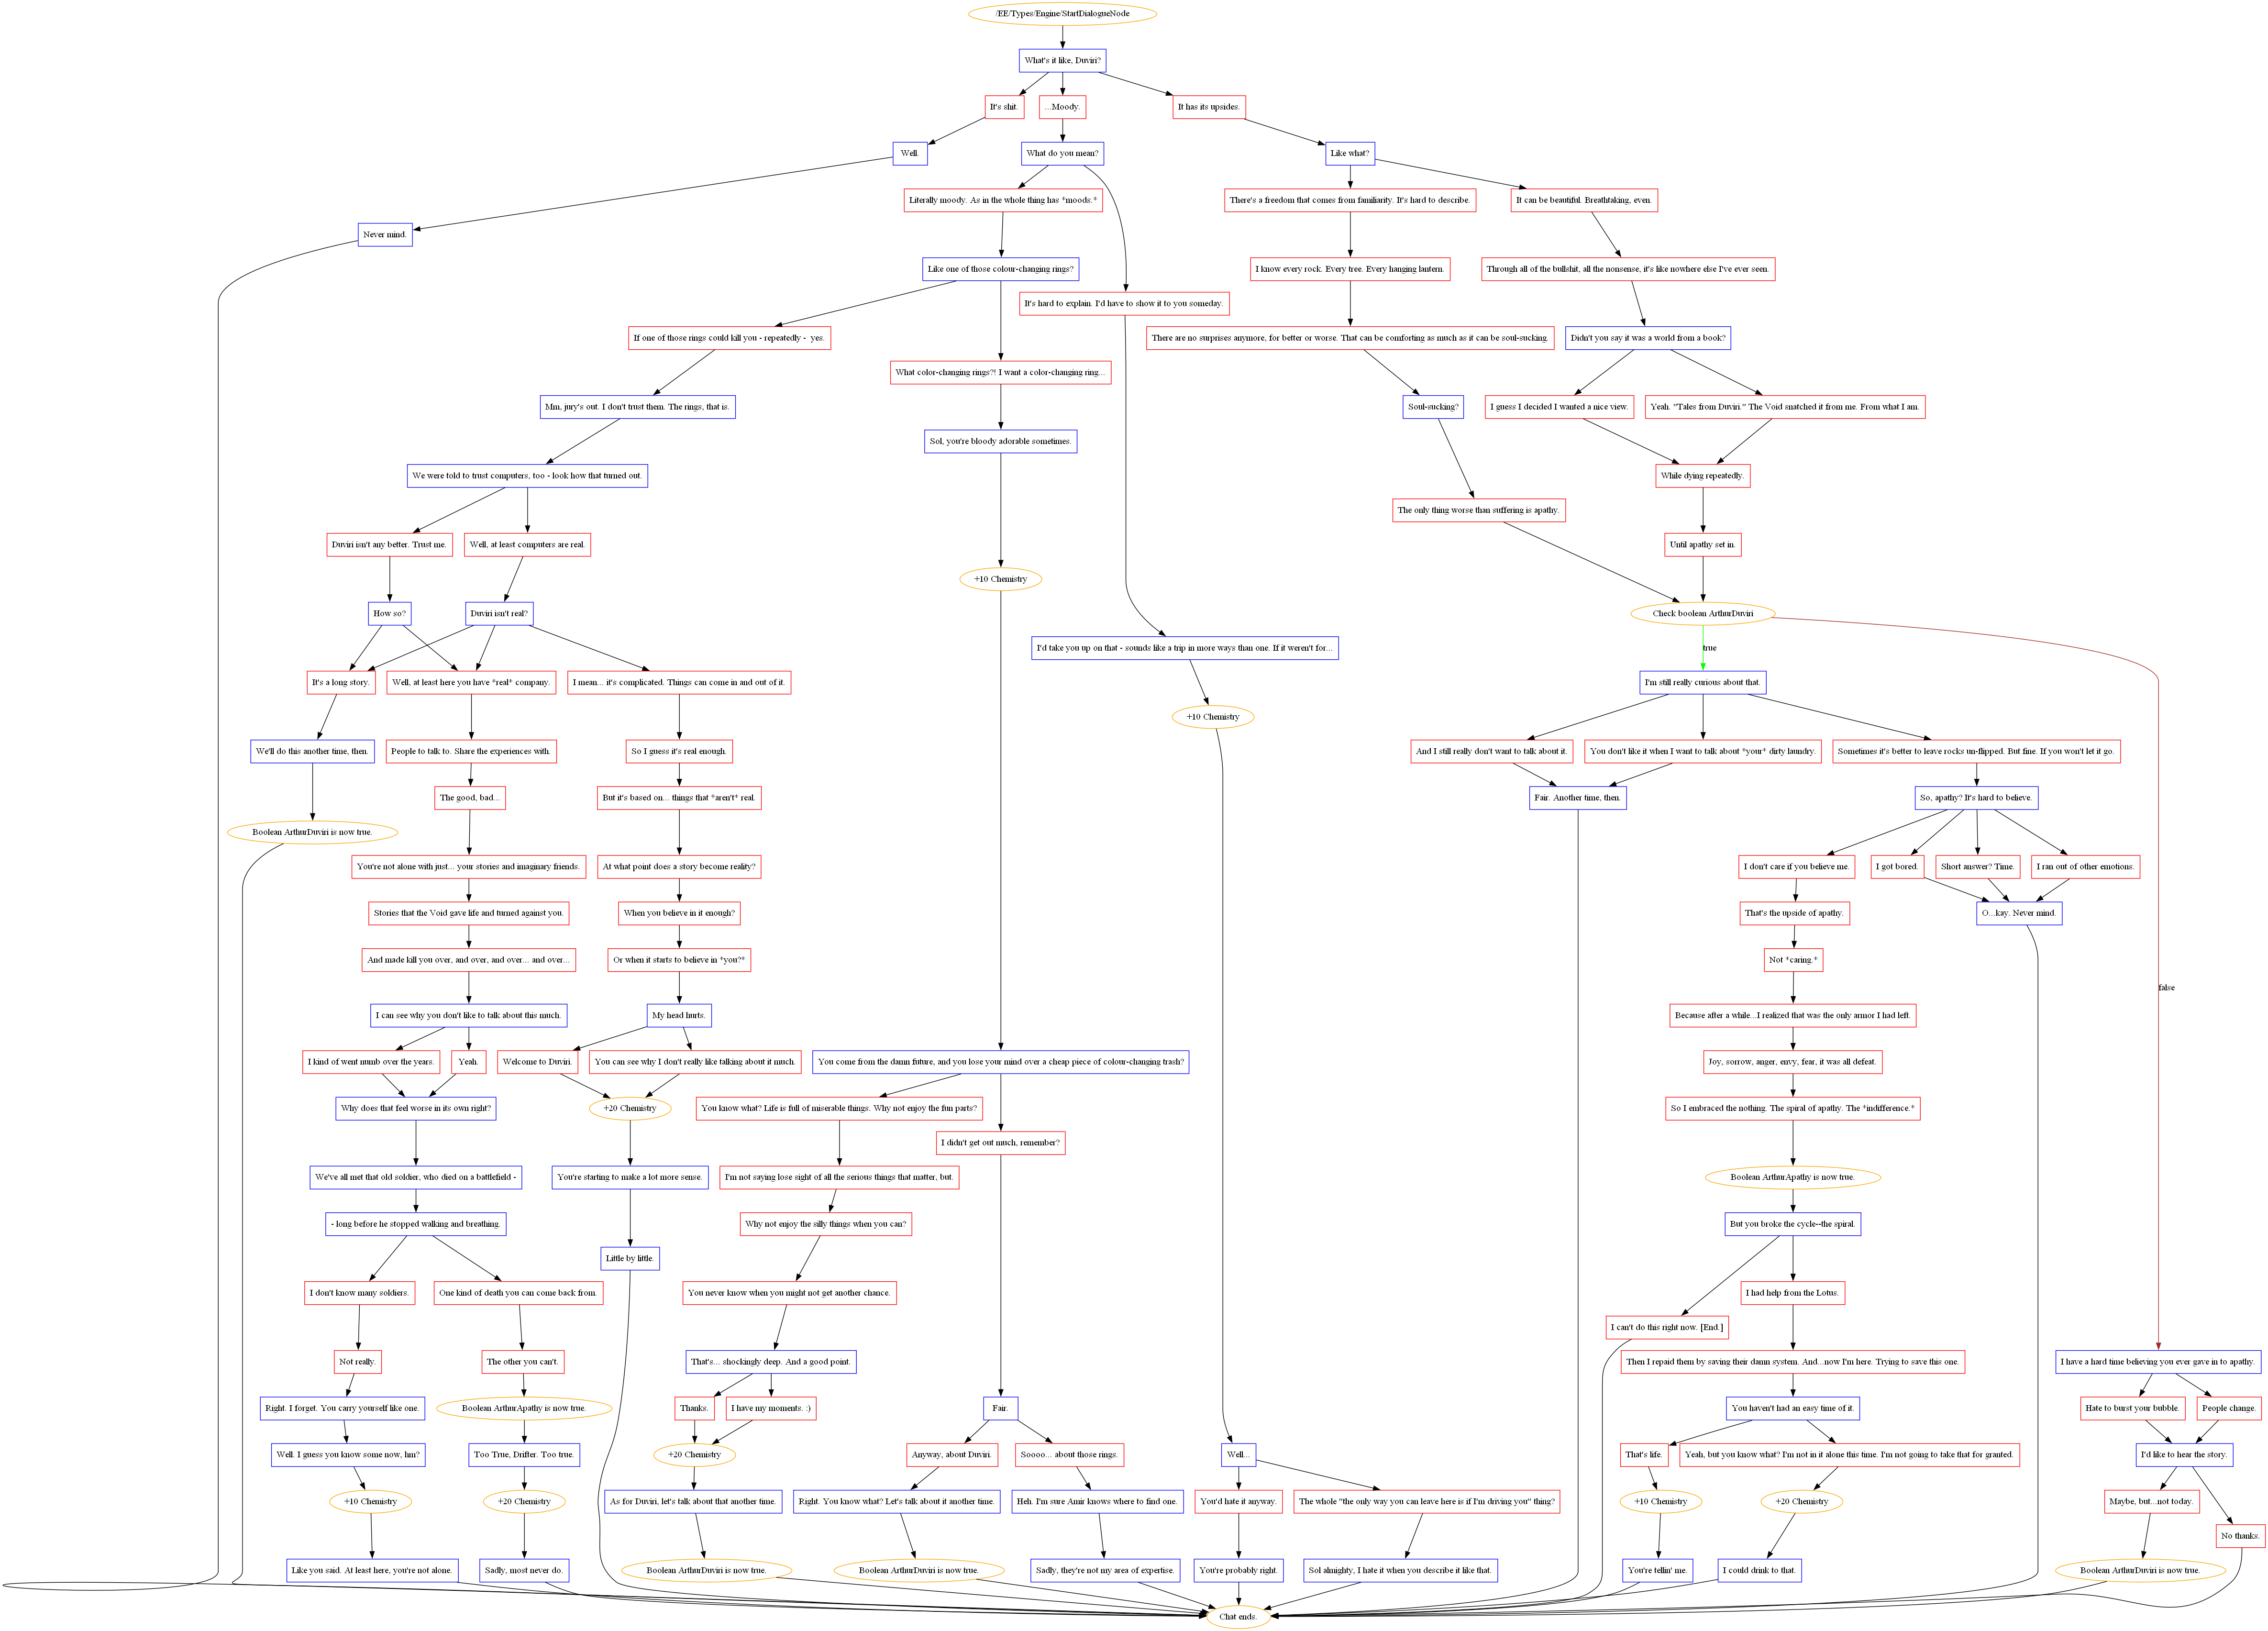 /EE/Types/Engine/StartDialogueNode
What's it like, Duviri?
It's shit.
...Moody.
It has its upsides.
Well.
What do you mean?
Like what?
Literally moody. As in the whole thing has *moods.*
There's a freedom that comes from familiarity. It's hard to describe.
It can be beautiful. Breathtaking, even.
Never mind.
Like one of those colour-changing rings?
I know every rock. Every tree. Every hanging lantern.
Through all of the bullshit, all the nonsense, it's like nowhere else I've ever seen.
It's hard to explain. I'd have to show it to you someday.
If one of those rings could kill you - repeatedly -  yes.
There are no surprises anymore, for better or worse. That can be comforting as much as it can be soul-sucking.
Didn't you say it was a world from a book?
What color-changing rings?! I want a color-changing ring...
Mm, jury's out. I don't trust them. The rings, that is.
Soul-sucking?
I guess I decided I wanted a nice view.
Yeah. "Tales from Duviri." The Void snatched it from me. From what I am.
Sol, you're bloody adorable sometimes.
We were told to trust computers, too - look how that turned out.
While dying repeatedly.
The only thing worse than suffering is apathy.
Duviri isn't any better. Trust me.
Well, at least computers are real.
Until apathy set in.
+10 Chemistry
How so?
Duviri isn't real?
Check boolean ArthurDuviri
I'd take you up on that - sounds like a trip in more ways than one. If it weren't for...
true
It's a long story.
Well, at least here you have *real* company.
I mean... it's complicated. Things can come in and out of it.
I'm still really curious about that.
+10 Chemistry
We'll do this another time, then.
People to talk to. Share the experiences with.
So I guess it's real enough.
And I still really don't want to talk about it.
You don't like it when I want to talk about *your* dirty laundry.
Sometimes it's better to leave rocks un-flipped. But fine. If you won't let it go.
The good, bad...
But it's based on... things that *aren't* real.
Fair. Another time, then.
So, apathy? It's hard to believe.
Boolean ArthurDuviri is now true.
You're not alone with just... your stories and imaginary friends.
At what point does a story become reality?
I don't care if you believe me.
I got bored.
Short answer? Time.
I ran out of other emotions.
Stories that the Void gave life and turned against you.
When you believe in it enough?
That's the upside of apathy.
O...kay. Never mind.
And made kill you over, and over, and over... and over...
Or when it starts to believe in *you?*
Not *caring.*
false
I can see why you don't like to talk about this much.
My head hurts.
Because after a while...I realized that was the only armor I had left.
I kind of went numb over the years.
Yeah.
Welcome to Duviri.
You can see why I don't really like talking about it much.
You come from the damn future, and you lose your mind over a cheap piece of colour-changing trash?
Joy, sorrow, anger, envy, fear, it was all defeat.
Why does that feel worse in its own right?
+20 Chemistry
You know what? Life is full of miserable things. Why not enjoy the fun parts?
So I embraced the nothing. The spiral of apathy. The *indifference.*
I didn't get out much, remember?
We've all met that old soldier, who died on a battlefield -
You're starting to make a lot more sense.
I'm not saying lose sight of all the serious things that matter, but.
Boolean ArthurApathy is now true.
- long before he stopped walking and breathing.
Why not enjoy the silly things when you can?
But you broke the cycle--the spiral.
Little by little.
I don't know many soldiers.
One kind of death you can come back from.
You never know when you might not get another chance.
I had help from the Lotus.
I can't do this right now. [End.]
Not really.
The other you can't.
That's... shockingly deep. And a good point.
Then I repaid them by saving their damn system. And...now I'm here. Trying to save this one.
I have a hard time believing you ever gave in to apathy.
Right. I forget. You carry yourself like one.
Boolean ArthurApathy is now true.
Thanks.
I have my moments. :)
Fair.
You haven't had an easy time of it.
Hate to burst your bubble.
People change.
Well. I guess you know some now, hm?
Too True, Drifter. Too true.
+20 Chemistry
Anyway, about Duviri.
Soooo... about those rings.
Well...
That's life.
Yeah, but you know what? I'm not in it alone this time. I'm not going to take that for granted.
I'd like to hear the story.
+10 Chemistry
+20 Chemistry
As for Duviri, let's talk about that another time.
Right. You know what? Let's talk about it another time.
Heh. I'm sure Amir knows where to find one.
You'd hate it anyway.
The whole "the only way you can leave here is if I'm driving you" thing?
+10 Chemistry
+20 Chemistry
Maybe, but...not today.
No thanks.
Like you said. At least here, you're not alone.
Sadly, most never do.
Boolean ArthurDuviri is now true.
Boolean ArthurDuviri is now true.
Sadly, they're not my area of expertise.
You're probably right.
Sol almighty, I hate it when you describe it like that.
You're tellin' me.
I could drink to that.
Boolean ArthurDuviri is now true.
Chat ends.